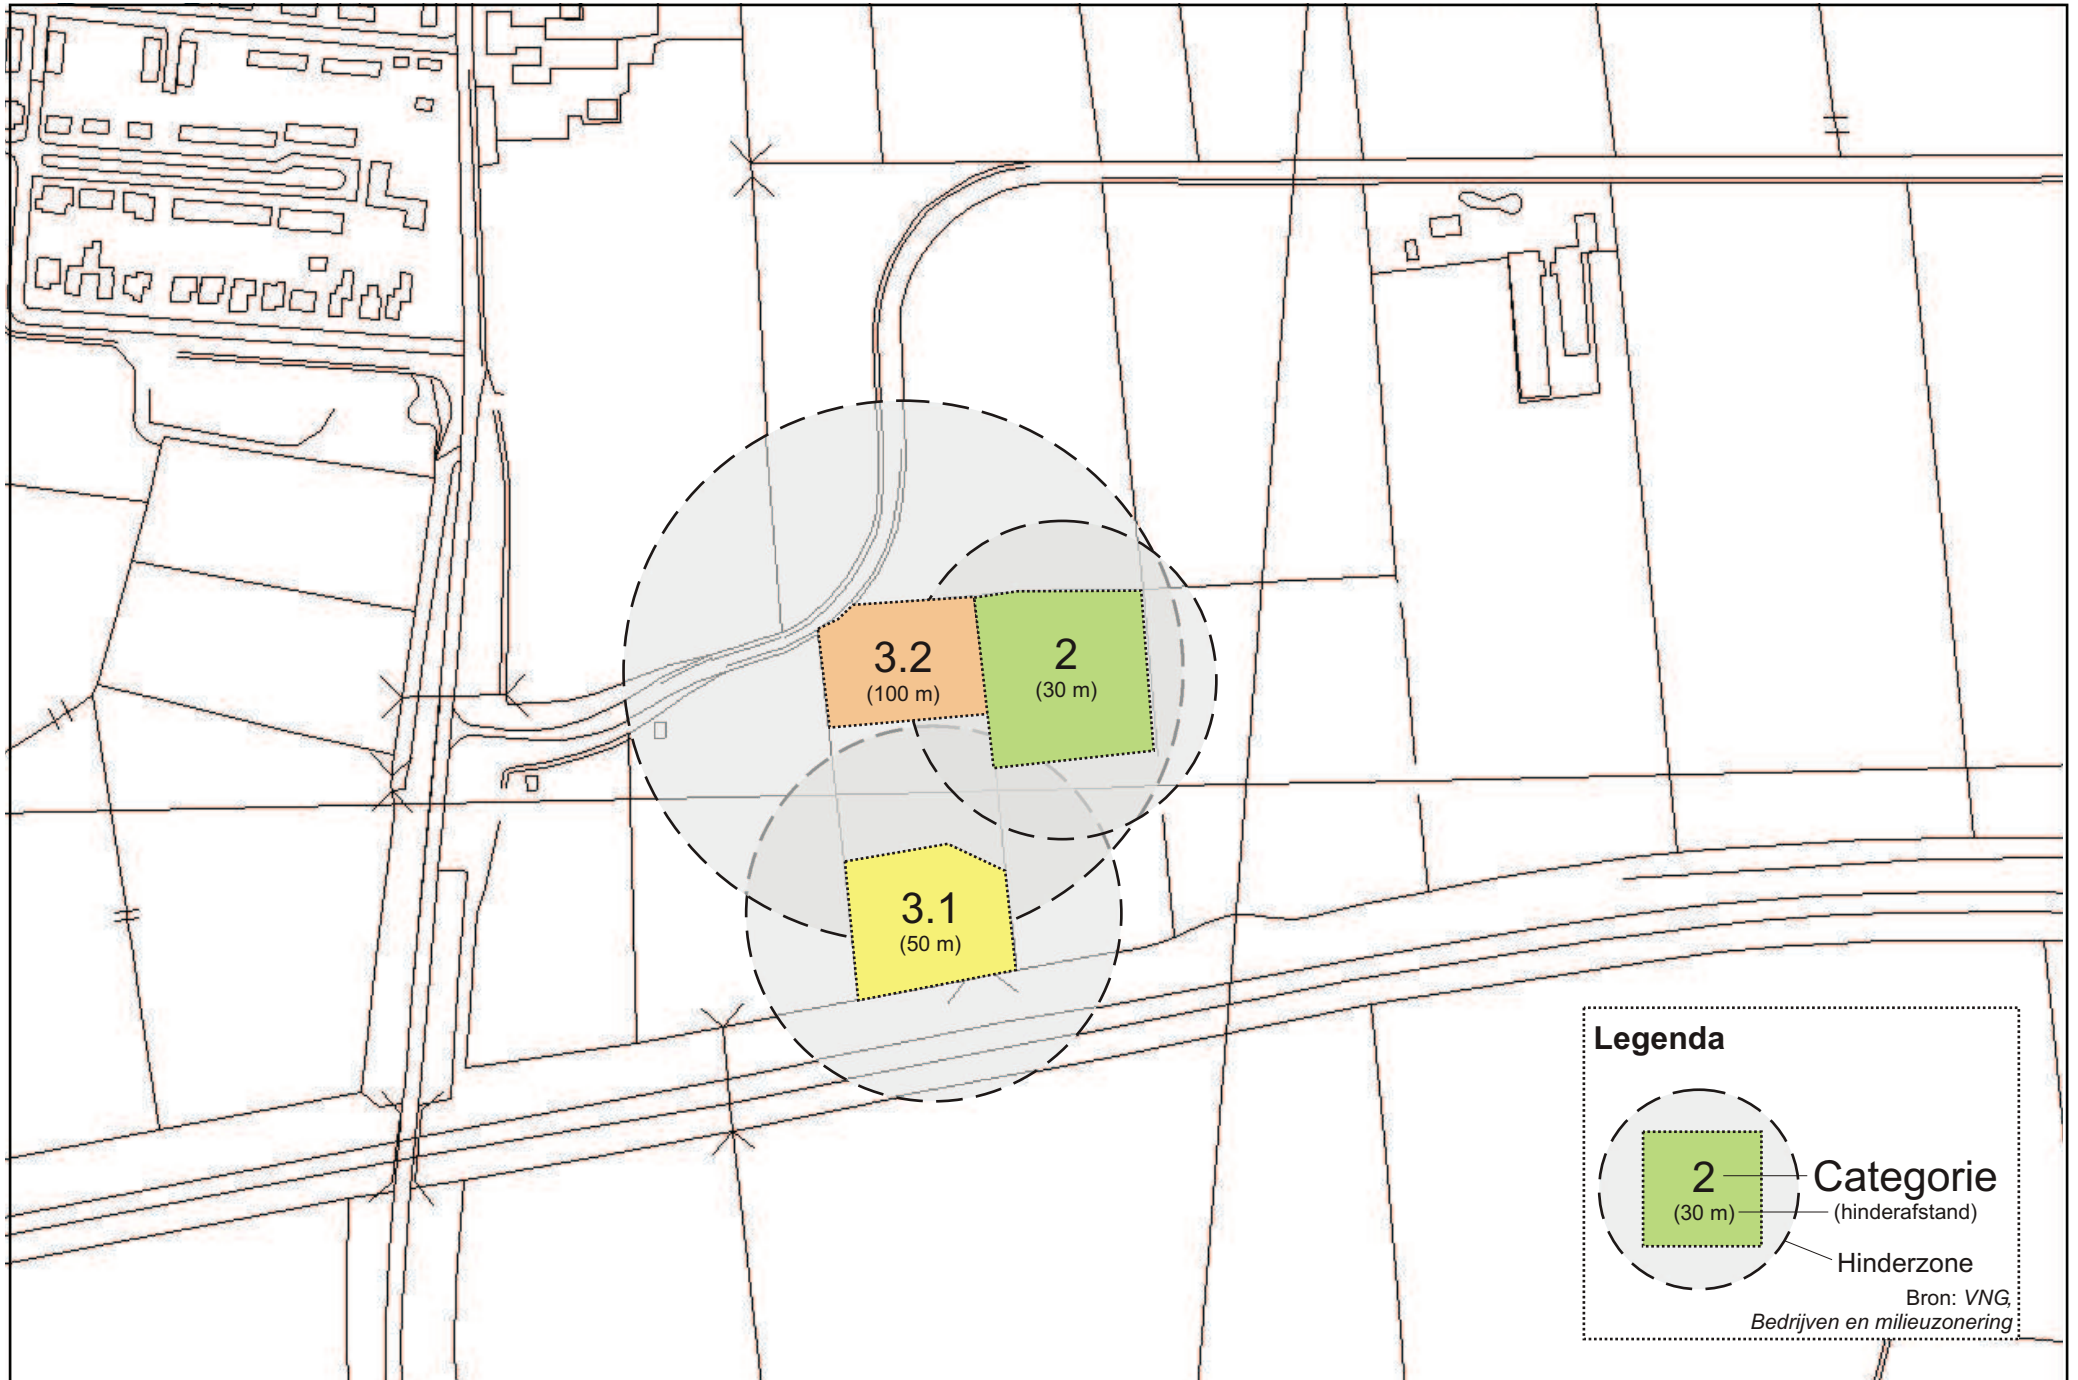 3.2
(100 m)
2
(30 m)
3.1
(50 m)
Legenda
2
(30 m)
Categorie
(hinderafstand)
Hinderzone
Bron: VNG,
Bedrijven en milieuzonering